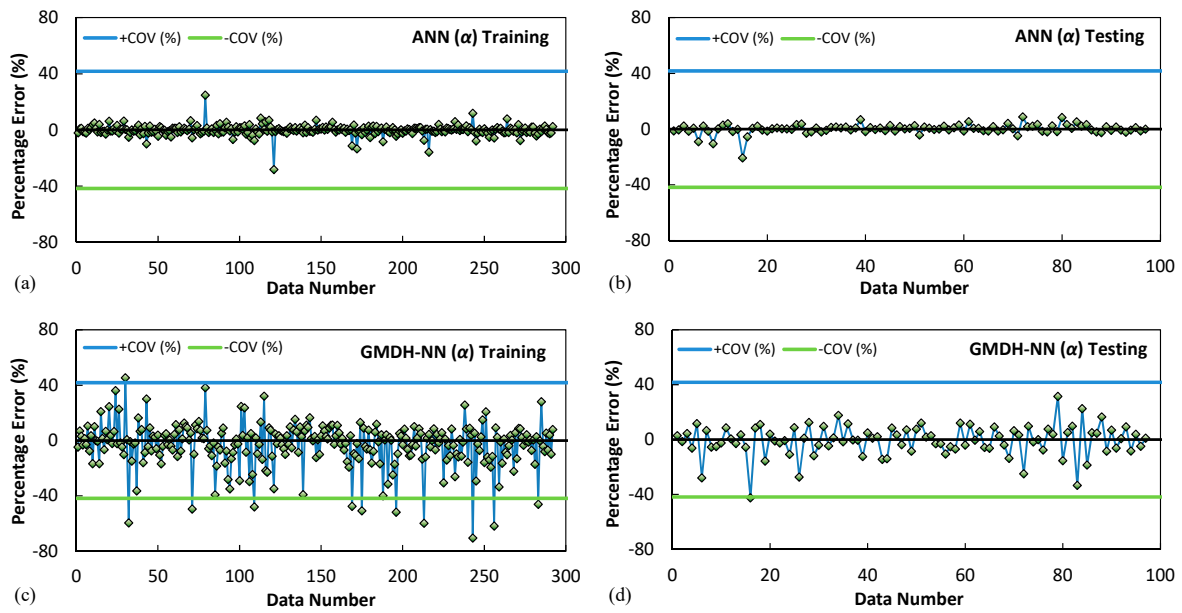 80
+COV (%) -COV (%) ANN (α) Training
40
0
-40
-80
0 50 100 150 200 250 300
Percentage Error (%)
Data Number
(a)
80
+COV (%) -COV (%) ANN (α) Testing
40
0
-40
-80
0 20 40 60 80 100
Percentage Error (%)
Data Number
(b)
80
+COV (%) -COV (%) GMDH-NN (α) Training
40
0
-40
-80
0 50 100 150 200 250 300
Percentage Error (%)
Data Number
(c)
80
+COV (%) -COV (%) GMDH-NN (α) Testing
40
0
-40
-80
0 20 40 60 80 100
Percentage Error (%)
Data Number
(d)